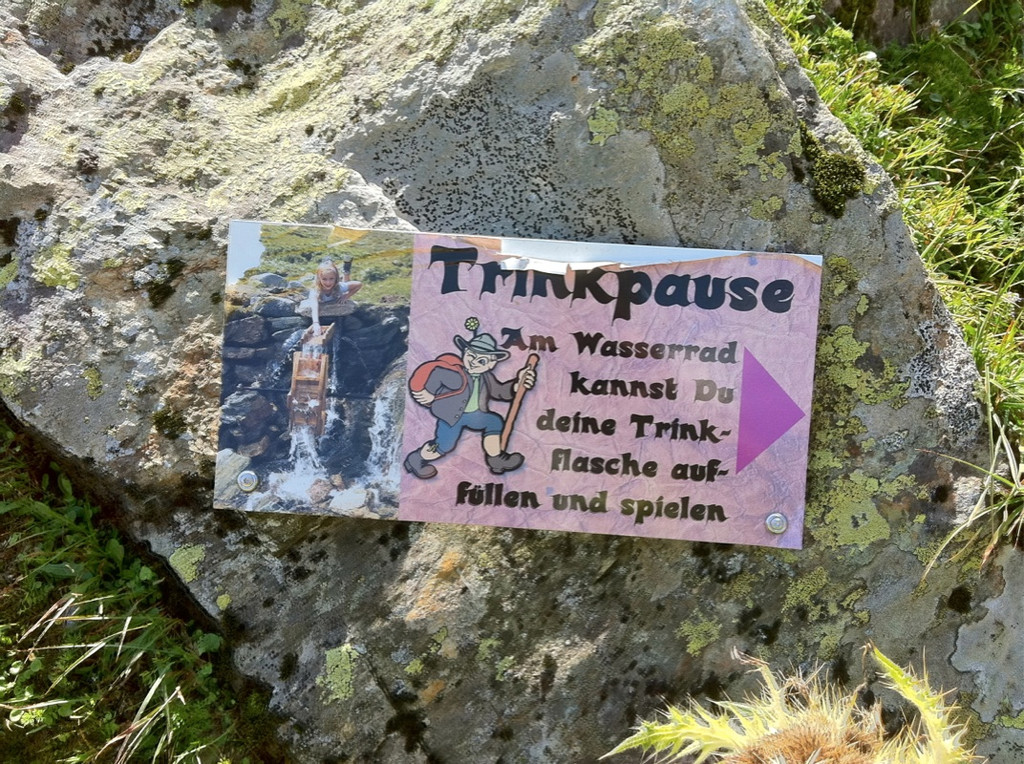 Trinkpause
Am Wasserrad
kannst Du
deine Trink-
flasche auf-
füllen und spielen